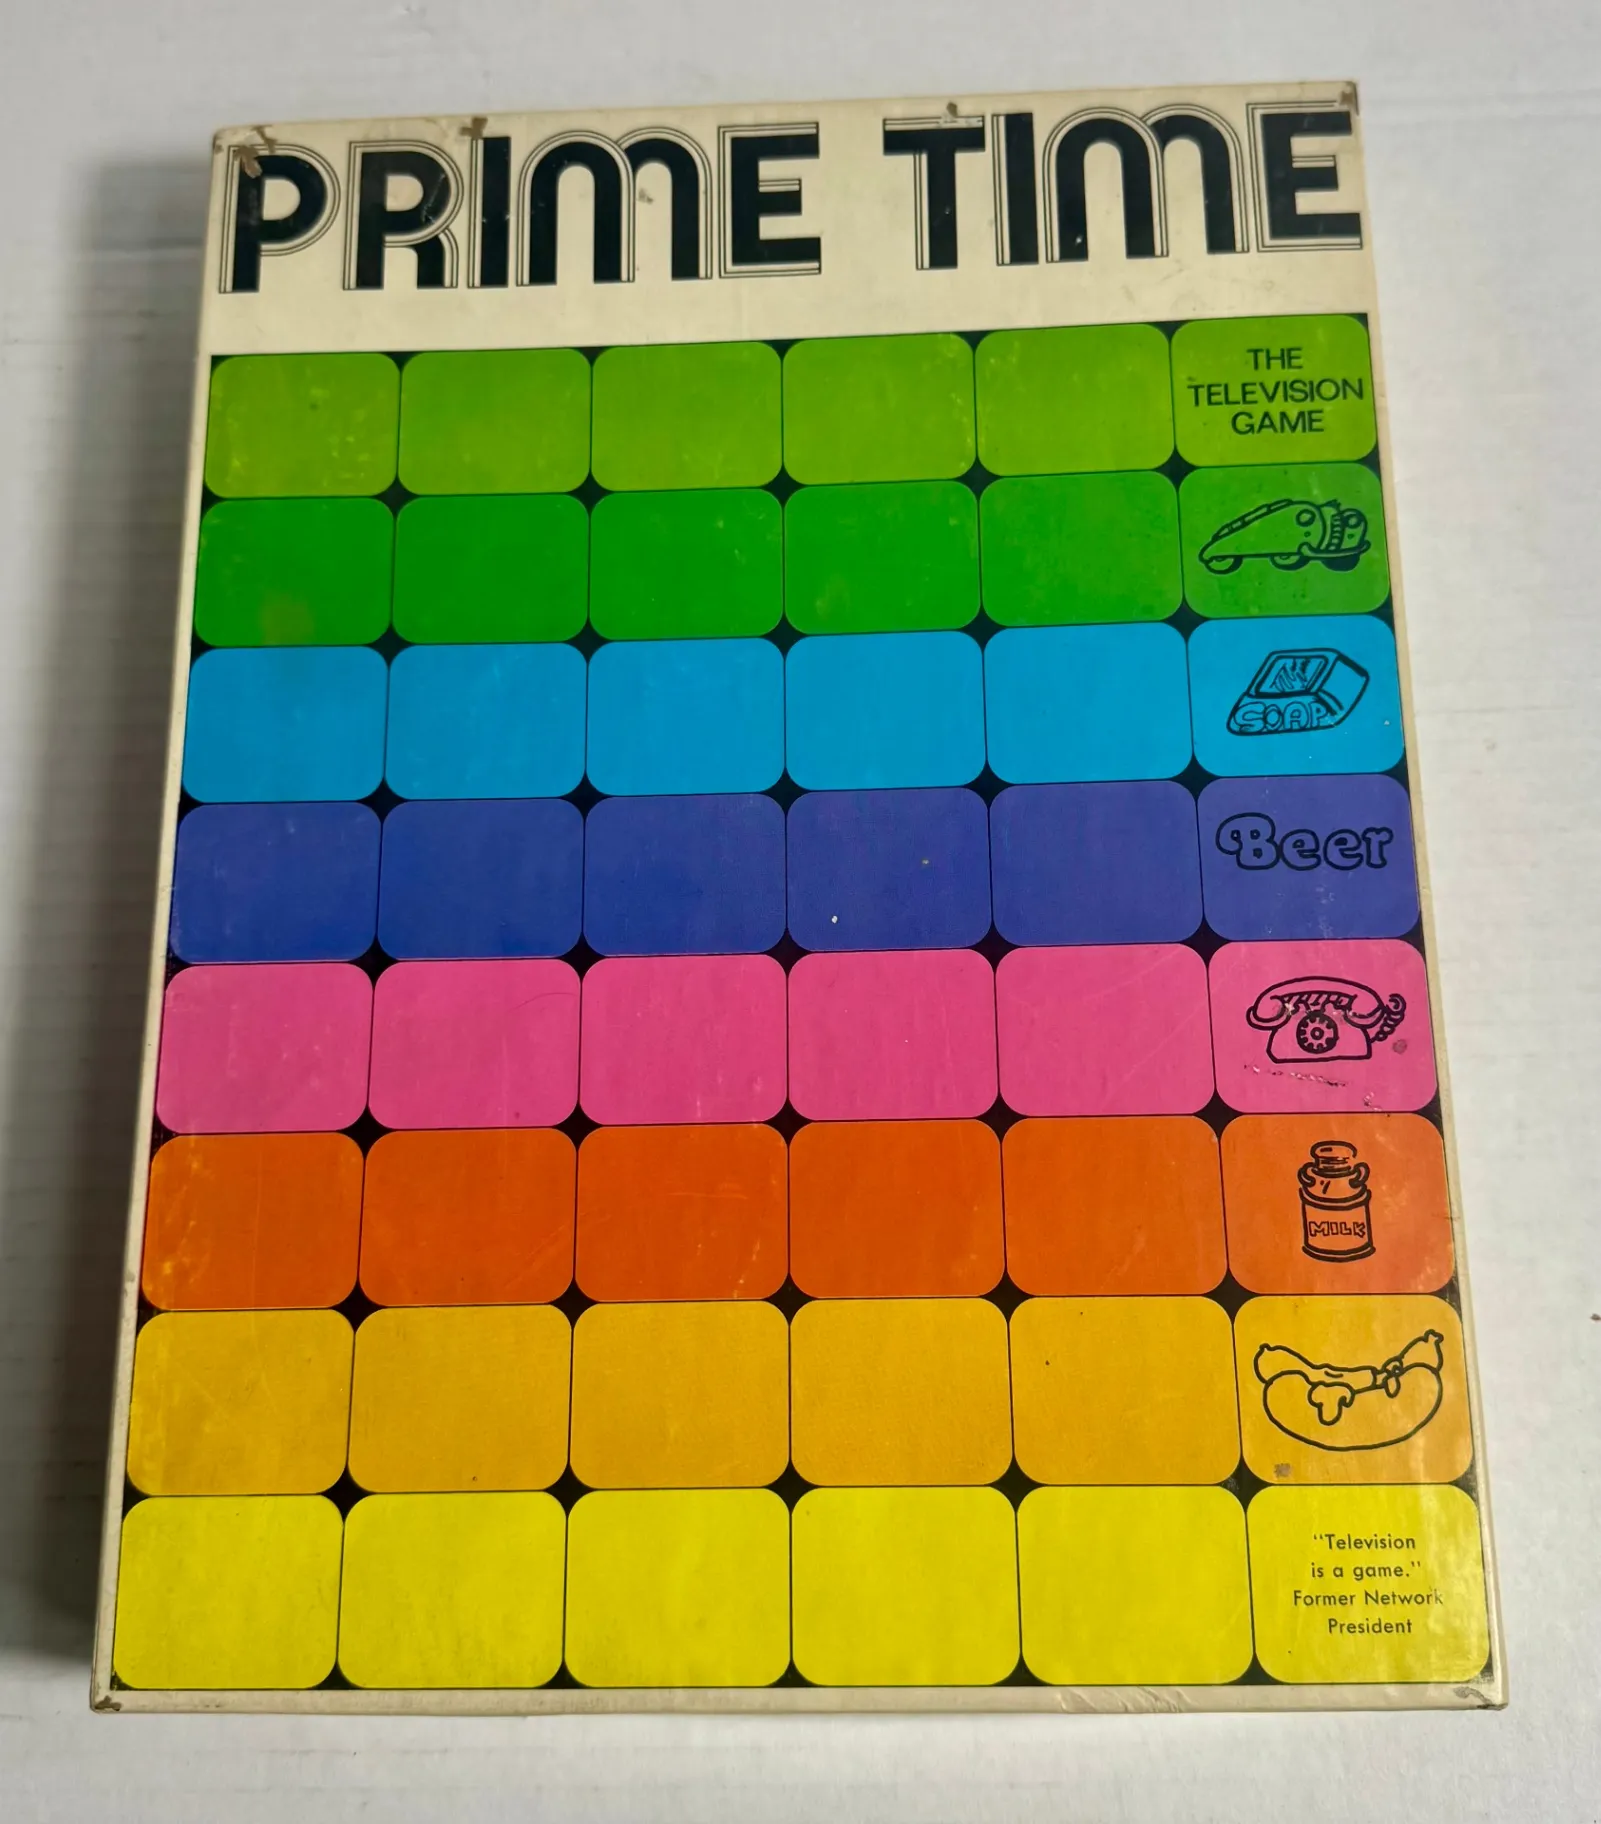 PRIME TIME
THE
TELEVISION
GAME
SOAP
Beer
MILK
“Television
is a game.”
Former Network
President